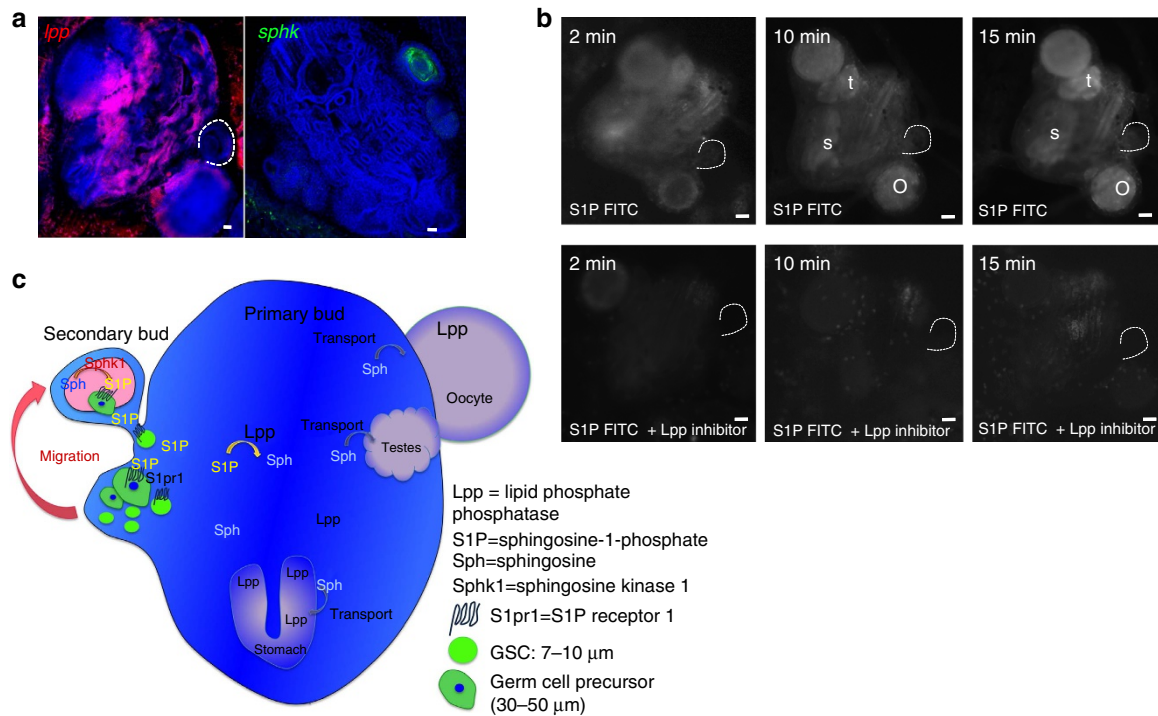 a
lpp
sphk
b
2 min
S1P FITC
10 min
t
s
O
S1P FITC
15 min
t
s
O
S1P FITC
2 min
S1P FITC + Lpp inhibitor
10 min
S1P FITC + Lpp inhibitor
15 min
S1P FITC + Lpp inhibitor
c
Secondary bud
Sphk1
Sph
S1P
S1P
S1P
S1P
S1pr1
Migration
Primary bud
Transport
Sph
Lpp
Oocyte
Transport
Sph
Testes
Lpp
S1P
Sph
Lpp
Sph
Lpp
Lpp
Sph
Lpp
Transport
Stomach
Lpp = lipid phosphate
phosphatase
S1P=sphingosine-1-phosphate
Sph=sphingosine
Sphk1=sphingosine kinase 1
S1pr1=S1P receptor 1
GSC: 7–10 μm
Germ cell precursor
(30–50 μm)